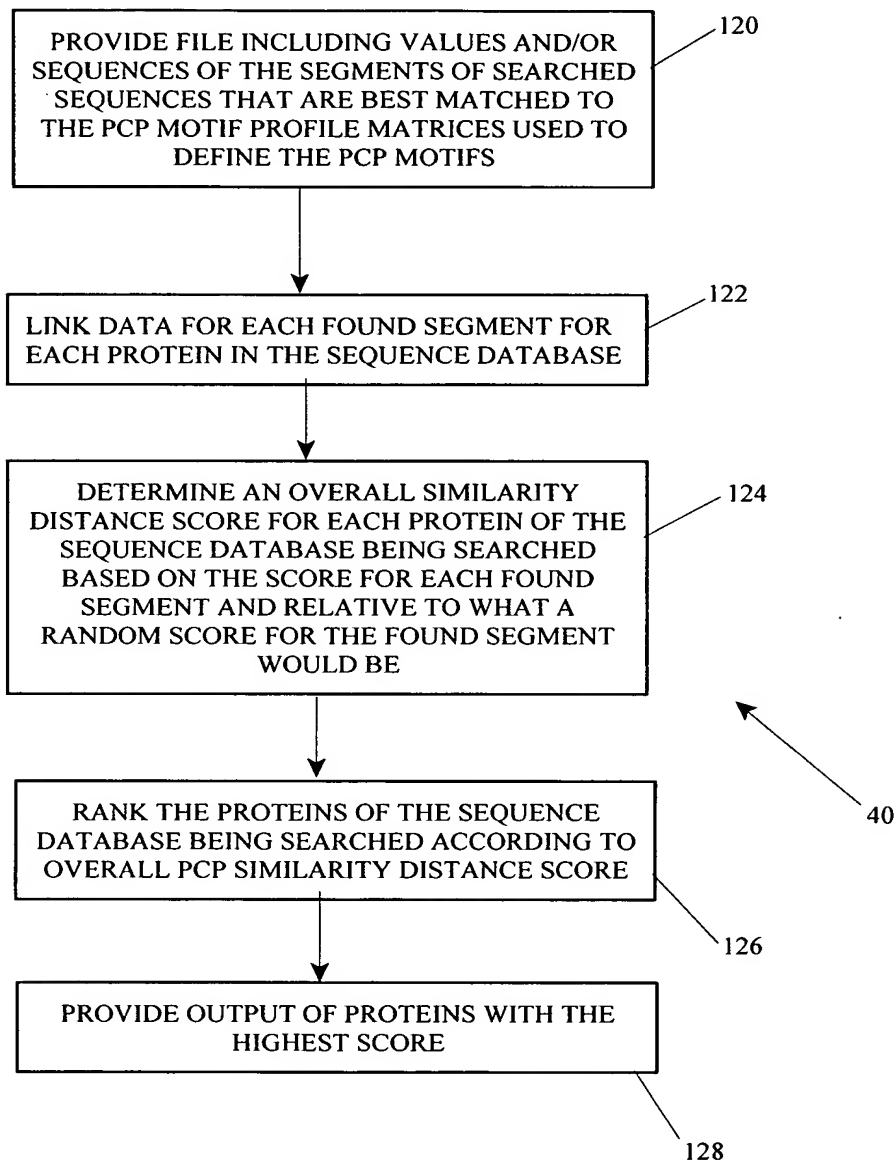 120
PROVIDE FILE INCLUDING VALUES AND/OR
SEQUENCES OF THE SEGMENTS OF SEARCHED
SEQUENCES THAT ARE BEST MATCHED TO
THE PCP MOTIF PROFILE MATRICES USED TO
DEFINE THE PCP MOTIFS
122
LINK DATA FOR EACH FOUND SEGMENT FOR
EACH PROTEIN IN THE SEQUENCE DATABASE
124
DETERMINE AN OVERALL SIMILARITY
DISTANCE SCORE FOR EACH PROTEIN OF THE
SEQUENCE DATABASE BEING SEARCHED
BASED ON THE SCORE FOR EACH FOUND
SEGMENT AND RELATIVE TO WHAT A
RANDOM SCORE FOR THE FOUND SEGMENT
WOULD BE
40
RANK THE PROTEINS OF THE SEQUENCE
DATABASE BEING SEARCHED ACCORDING TO
OVERALL PCP SIMILARITY DISTANCE SCORE
126
PROVIDE OUTPUT OF PROTEINS WITH THE
HIGHEST SCORE
128